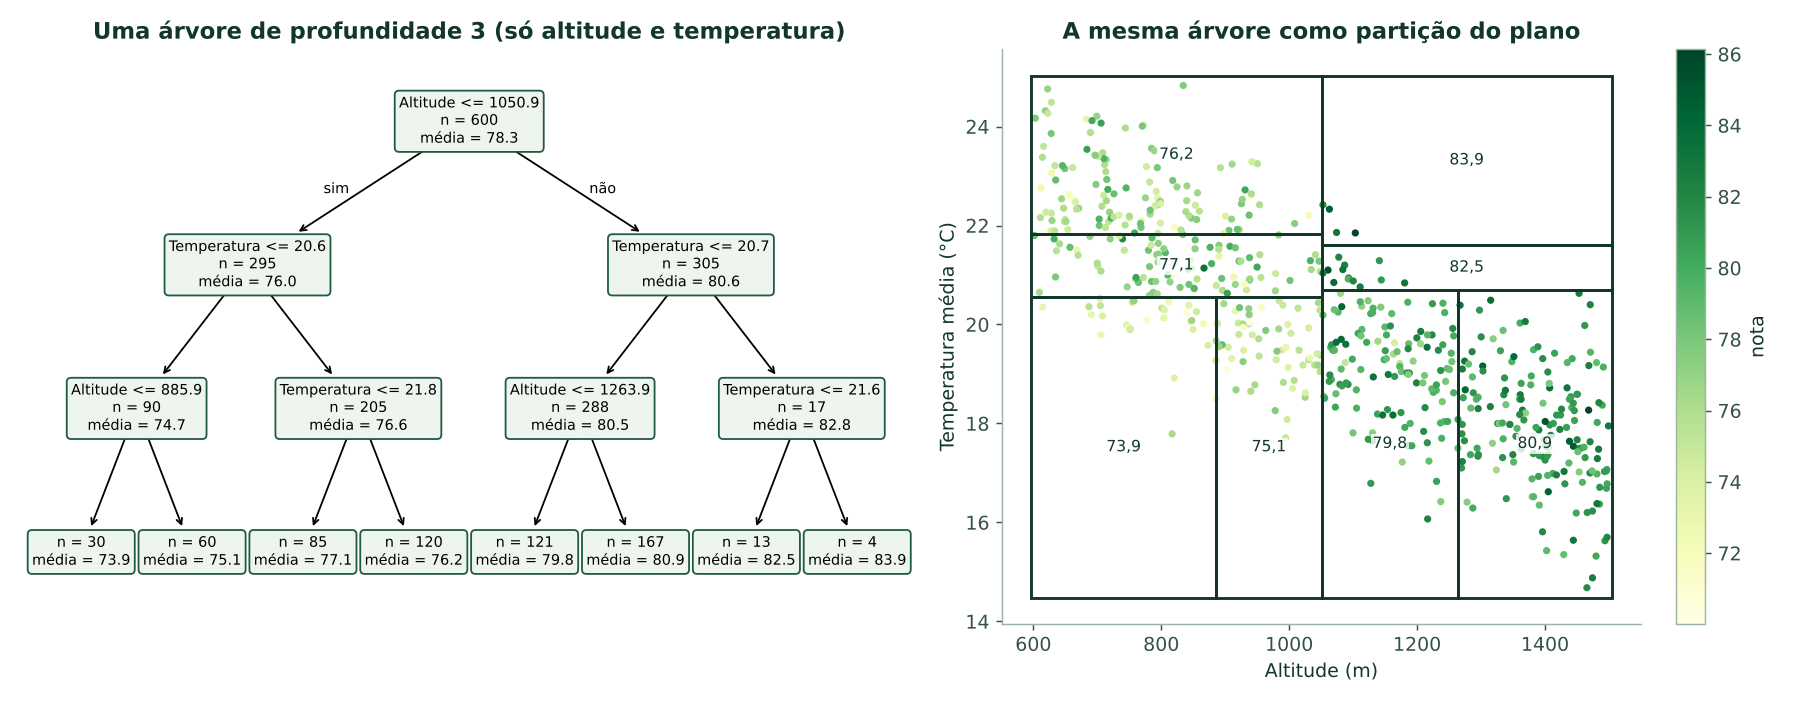 Uma árvore de profundidade 3 (só altitude e temperatura)
Altitude <= 1050.9
n = 600
média = 78.3
sim
não
Temperatura <= 20.6
n = 295
média = 76.0
Temperatura <= 20.7
n = 305
média = 80.6
Altitude <= 885.9
n = 90
média = 74.7
Temperatura <= 21.8
n = 205
média = 76.6
Altitude <= 1263.9
n = 288
média = 80.5
Temperatura <= 21.6
n = 17
média = 82.8
n = 30
média = 73.9
n = 60
média = 75.1
n = 85
média = 77.1
n = 120
média = 76.2
n = 121
média = 79.8
n = 167
média = 80.9
n = 13
média = 82.5
n = 4
média = 83.9
A mesma árvore como partição do plano
Temperatura média (°C)
24
22
20
18
16
14
76,2
83,9
77,1
82,5
73,9
75,1
79,8
80,9
600
800
1000
1200
1400
Altitude (m)
86
84
82
80
78
76
74
72
nota